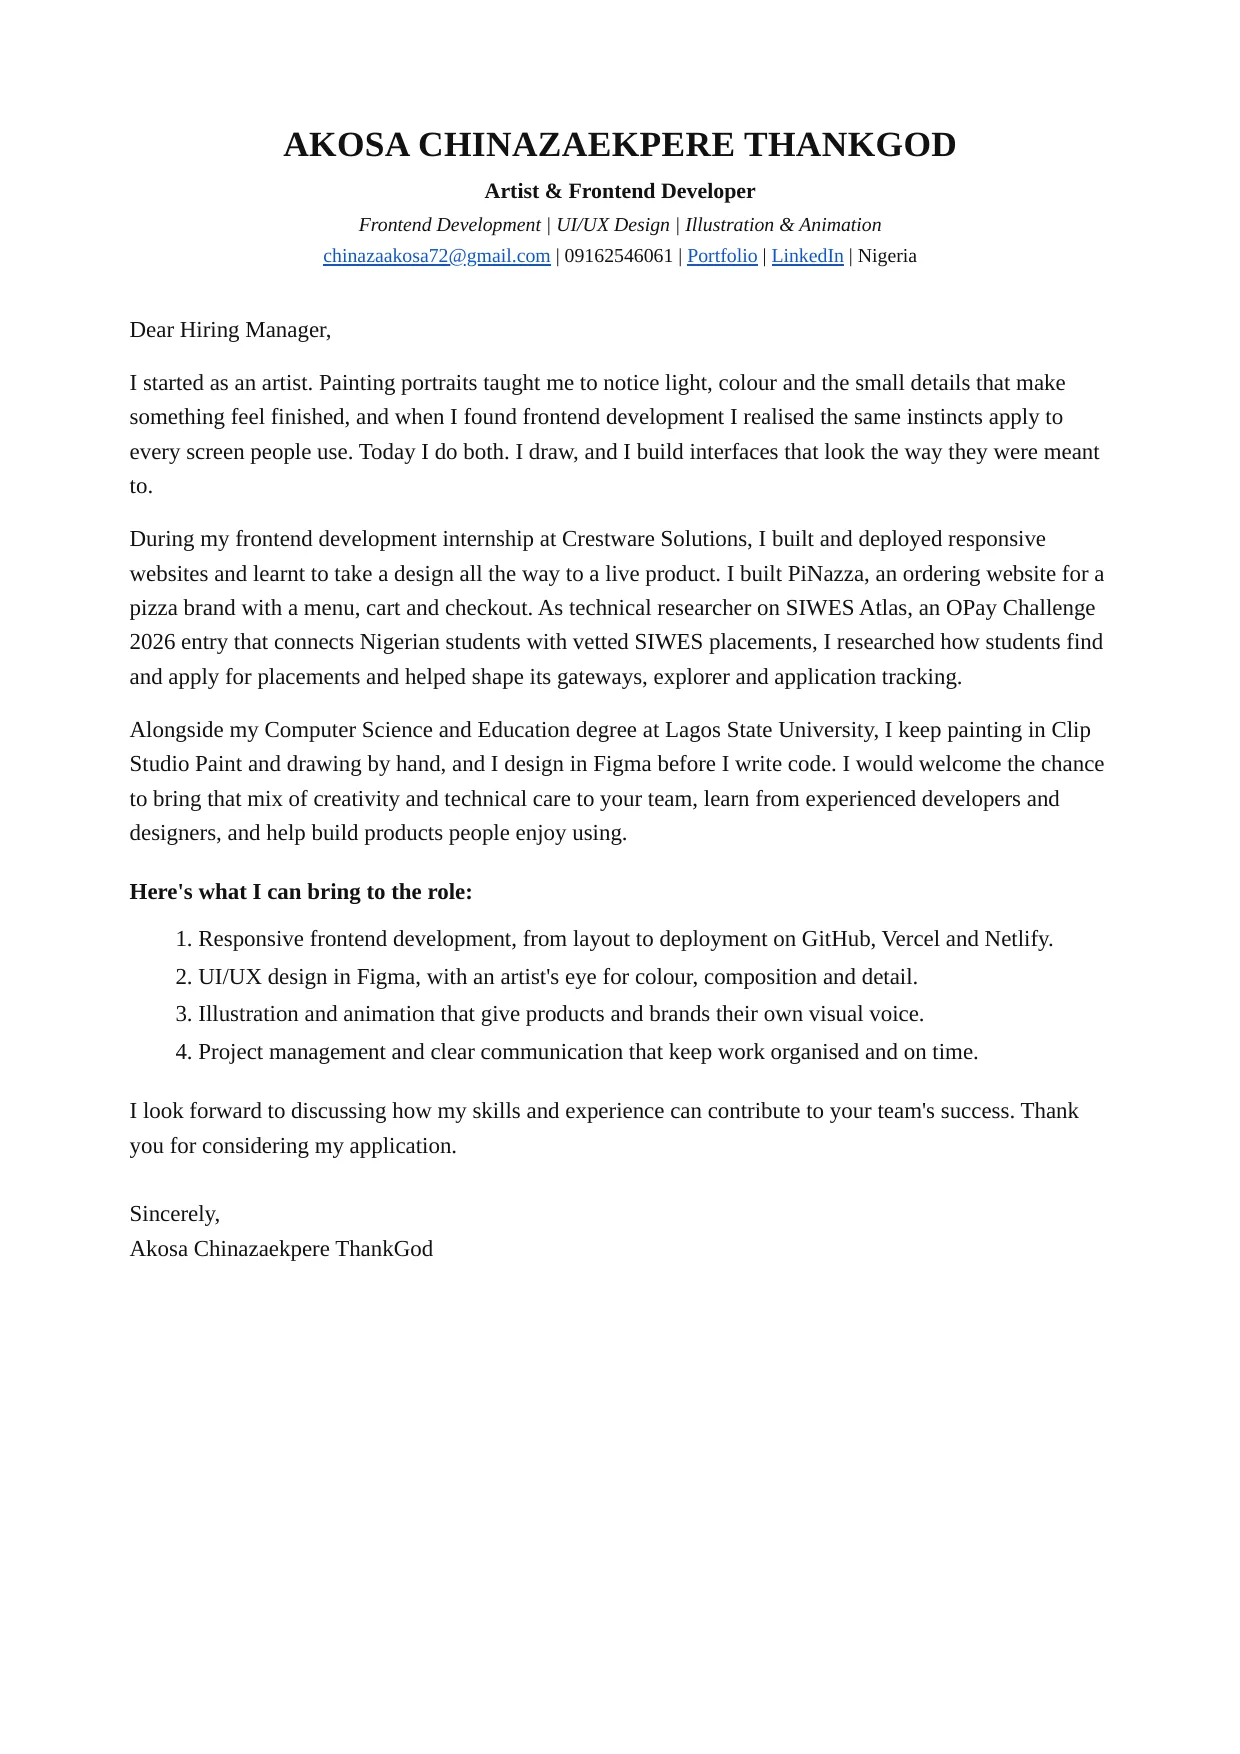 AKOSA CHINAZAEKPERE THANKGOD
Artist & Frontend Developer
Frontend Development | UI/UX Design | Illustration & Animation
chinazaakosa72@gmail.com | 09162546061 | Portfolio | LinkedIn | Nigeria
Dear Hiring Manager,
I started as an artist. Painting portraits taught me to notice light, colour and the small details that make
something feel finished, and when I found frontend development I realised the same instincts apply to
every screen people use. Today I do both. I draw, and I build interfaces that look the way they were meant
to.
During my frontend development internship at Crestware Solutions, I built and deployed responsive
websites and learnt to take a design all the way to a live product. I built PiNazza, an ordering website for a
pizza brand with a menu, cart and checkout. As technical researcher on SIWES Atlas, an OPay Challenge
2026 entry that connects Nigerian students with vetted SIWES placements, I researched how students find
and apply for placements and helped shape its gateways, explorer and application tracking.
Alongside my Computer Science and Education degree at Lagos State University, I keep painting in Clip
Studio Paint and drawing by hand, and I design in Figma before I write code. I would welcome the chance
to bring that mix of creativity and technical care to your team, learn from experienced developers and
designers, and help build products people enjoy using.
Here's what I can bring to the role:
1. Responsive frontend development, from layout to deployment on GitHub, Vercel and Netlify.
2. UI/UX design in Figma, with an artist's eye for colour, composition and detail.
3. Illustration and animation that give products and brands their own visual voice.
4. Project management and clear communication that keep work organised and on time.
I look forward to discussing how my skills and experience can contribute to your team's success. Thank
you for considering my application.
Sincerely,
Akosa Chinazaekpere ThankGod